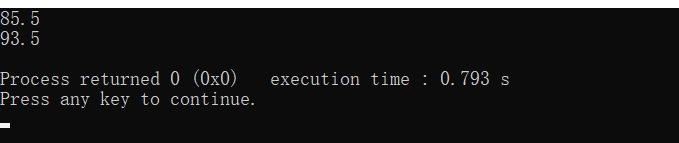 85.5
93.5
Process returned 0 (0x0)   execution time : 0.793 s
Press any key to continue.